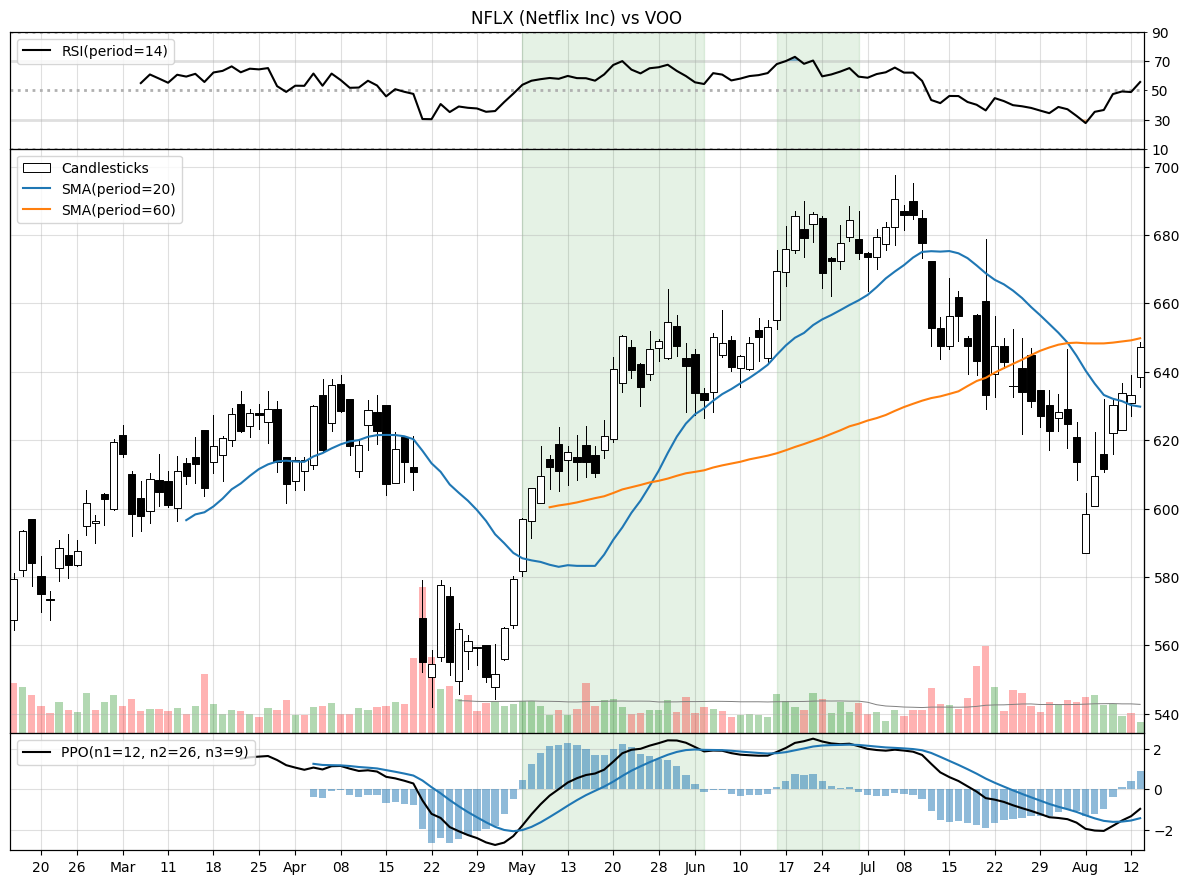 NFLX (Netflix Inc) vs VOO
RSI(period=14)
90
70
50
30
10
Candlesticks
SMA(period=20)
SMA(period=60)
700
680
660
640
620
600
580
560
540
PPO(n1=12, n2=26, n3=9)
2
0
−2
20 26 Mar 11 18 25 Apr 08 15 22 29 May 13 20 28 Jun 10 17 24 Jul 08 15 22 29 Aug 12